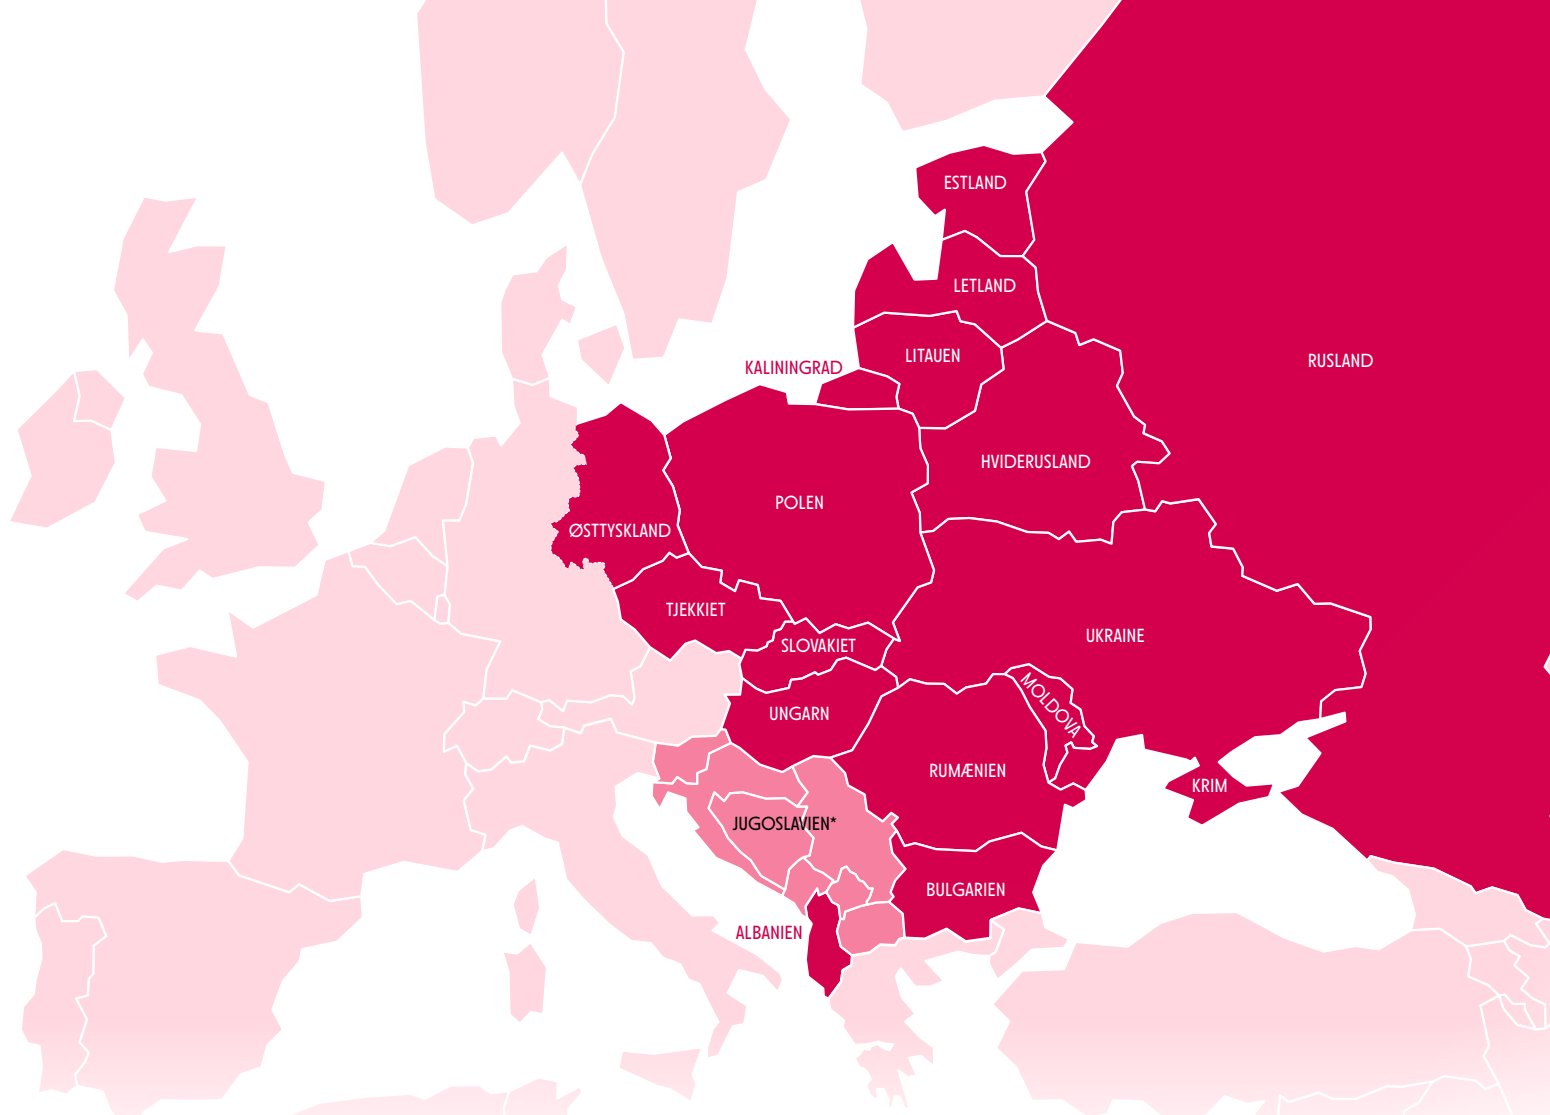 ESTLAND
LETLAND
LITAUEN
RUSLAND
KALININGRAD
HVIDERUSLAND
POLEN
ØSTTYSKLAND
TJEKKIET
UKRAINE
SLOVAKIET
MOLDOVA
UNGARN
RUMÆNIEN
KRIM
JUGOSLAVIEN*
BULGARIEN
ALBANIEN